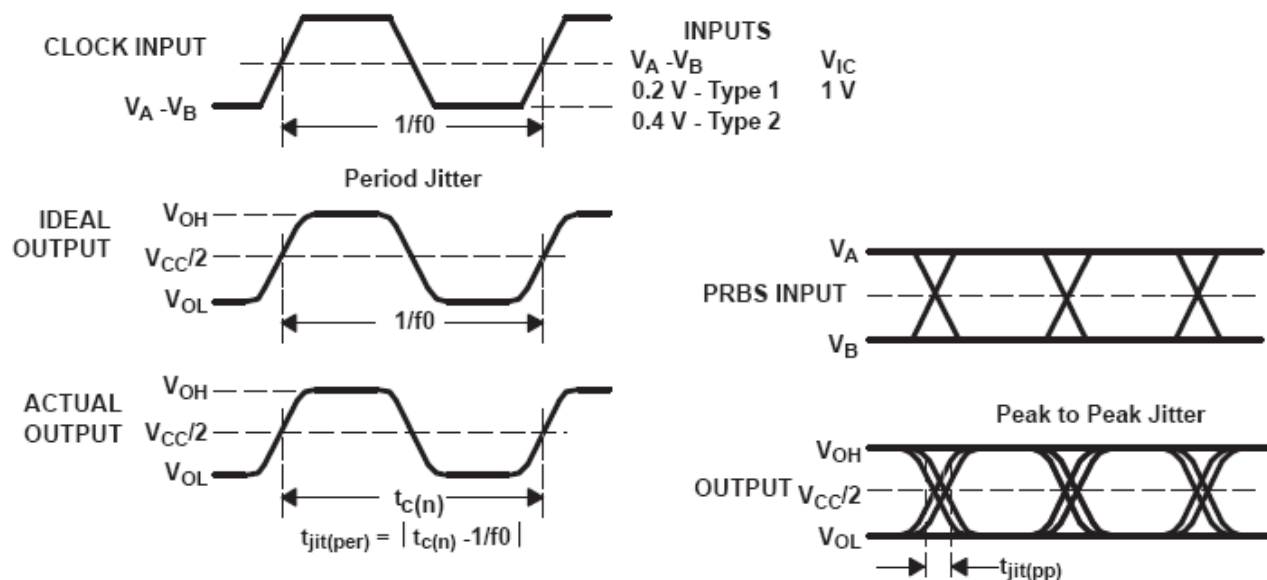 CLOCK INPUT
V_A -V_B
1/f0
INPUTS
V_A -V_B V_IC
0.2 V - Type 1 1 V
0.4 V - Type 2
Period Jitter
IDEAL
OUTPUT
V_OH
V_CC/2
V_OL
1/f0
ACTUAL
OUTPUT
V_OH
V_CC/2
V_OL
t_c(n)
t_jit(per) = | t_c(n) -1/f0 |
V_A
PRBS INPUT
V_B
Peak to Peak Jitter
V_OH
OUTPUT V_CC/2
V_OL
t_jit(pp)